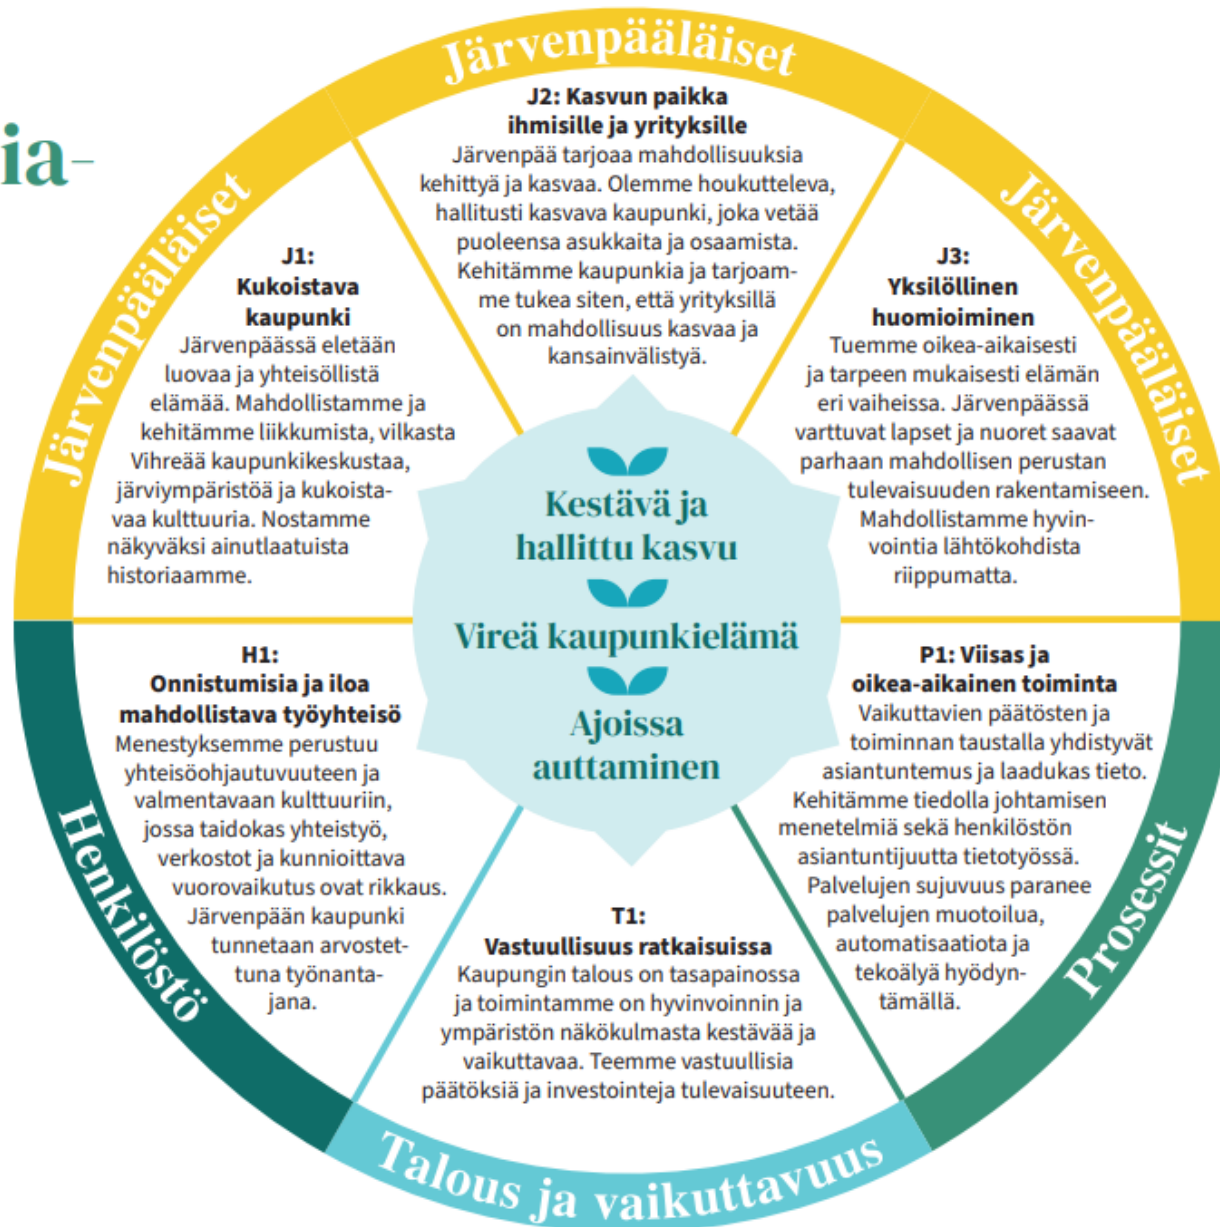 ia-
Järvenpääläiset
J2: Kasvun paikka
ihmisille ja yrityksille
Järvenpää tarjoaa mahdollisuuksia
kehittyä ja kasvaa. Olemme houkutteleva,
hallitusti kasvava kaupunki, joka vetää
puoleensa asukkaita ja osaamista.
Kehitämme kaupunkia ja tarjoam-
me tukea siten, että yrityksillä
on mahdollisuus kasvaa ja
kansainvälistyä.
Järvenpääläiset
J1:
Kukoistava
kaupunki
Järvenpäässä eletään
luovaa ja yhteisöllistä
elämää. Mahdollistamme ja
kehitämme liikkumista, vilkasta
Vihreää kaupunkikeskustaa,
järviympäristöä ja kukoista-
vaa kulttuuria. Nostamme
näkyväksi ainutlaatuista
historiaamme.
Järvenpääläiset
J3:
Yksilöllinen
huomioiminen
Tuemme oikea-aikaisesti
ja tarpeen mukaisesti elämän
eri vaiheissa. Järvenpäässä
varttuvat lapset ja nuoret saavat
parhaan mahdollisen perustan
tulevaisuuden rakentamiseen.
Mahdollistamme hyvin-
vointia lähtökohdista
riippumatta.
Kestävä ja
hallittu kasvu
Vireä kaupunkielämä
Ajoissa
auttaminen
Henkilöstö
H1:
Onnistumisia ja iloa
mahdollistava työyhteisö
Menestyksemme perustuu
yhteisöohjautuvuuteen ja
valmentavaan kulttuuriin,
jossa taidokas yhteistyö,
verkostot ja kunnioittava
vuorovaikutus ovat rikkaus.
Järvenpään kaupunki
tunnetaan arvostet-
tuna työnanta-
jana.
Prosessit
P1: Viisas ja
oikea-aikainen toiminta
Vaikuttavien päätösten ja
toiminnan taustalla yhdistyvät
asiantuntemus ja laadukas tieto.
Kehitämme tiedolla johtamisen
menetelmiä sekä henkilöstön
asiantuntijuutta tietotyössä.
Palvelujen sujuvuus paranee
palvelujen muotoilua,
automatisaatiota ja
tekoälyä hyödyn-
tämällä.
T1:
Vastuullisuus ratkaisuissa
Kaupungin talous on tasapainossa
ja toimintamme on hyvinvoinnin ja
ympäristön näkökulmasta kestävää ja
vaikuttavaa. Teemme vastuullisia
päätöksiä ja investointeja tulevaisuuteen.
Talous ja vaikuttavuus